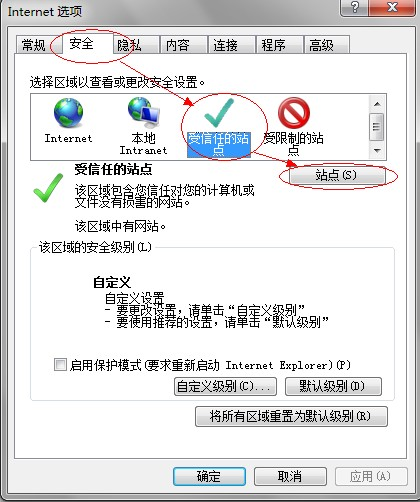 Internet 选项
常规 安全 隐私 内容 连接 程序 高级
选择区域以查看或更改安全设置。
Internet 本地 Intranet 受信任的站点 受限制的站点
受信任的站点
站点(S)
该区域包含您信任对您的计算机或
文件没有损害的网站。
该区域中有网站。
该区域的安全级别(L)
自定义
自定义设置
- 要更改设置，请单击“自定义级别”
- 要使用推荐的设置，请单击“默认级别”
启用保护模式(要求重新启动 Internet Explorer)(P)
自定义级别(C)... 默认级别(D)
将所有区域重置为默认级别(R)
确定 取消 应用(A)